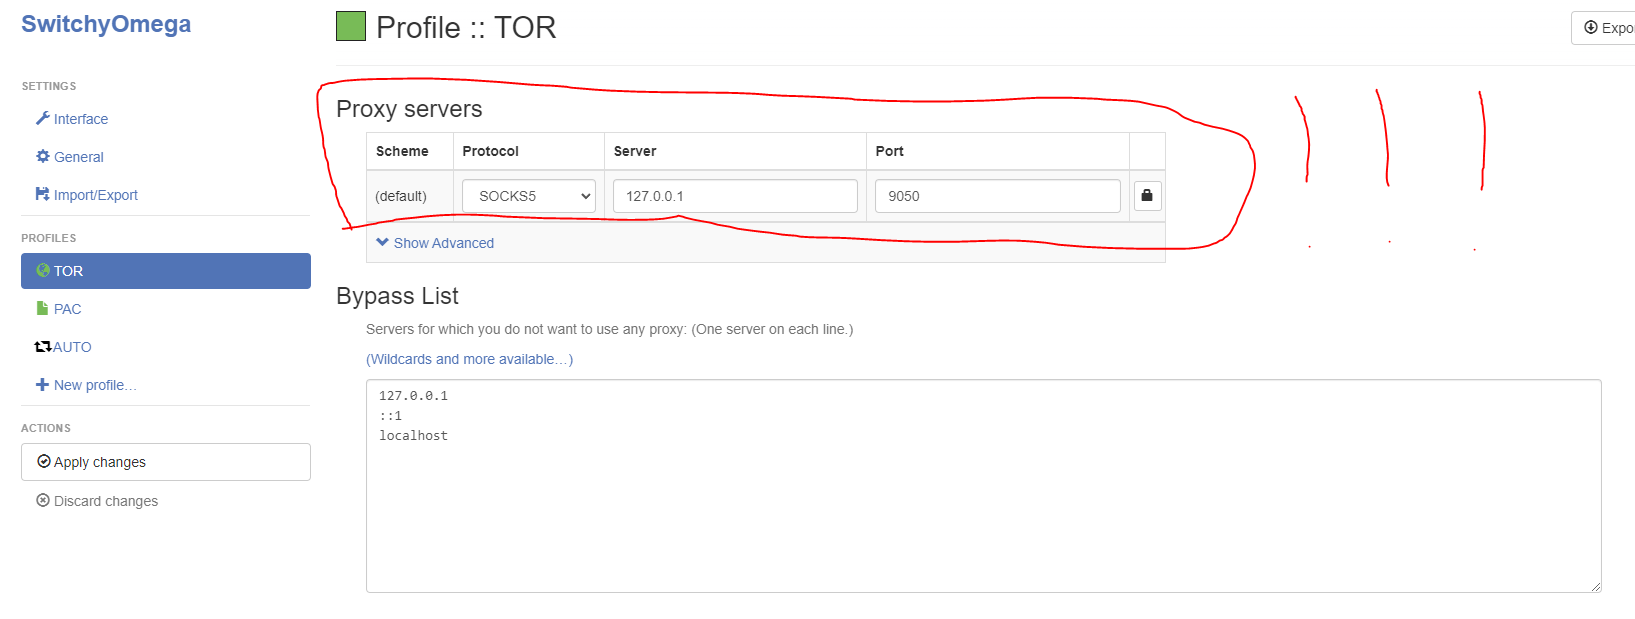 SwitchyOmega
SETTINGS
Interface
General
Import/Export
PROFILES
TOR
PAC
AUTO
New profile…
ACTIONS
Apply changes
Discard changes
Profile :: TOR
Expo
Proxy servers
Scheme Protocol Server Port
(default) SOCKS5 127.0.0.1 9050
Show Advanced
Bypass List
Servers for which you do not want to use any proxy: (One server on each line.)
(Wildcards and more available…)
127.0.0.1
::1
localhost
! ! !